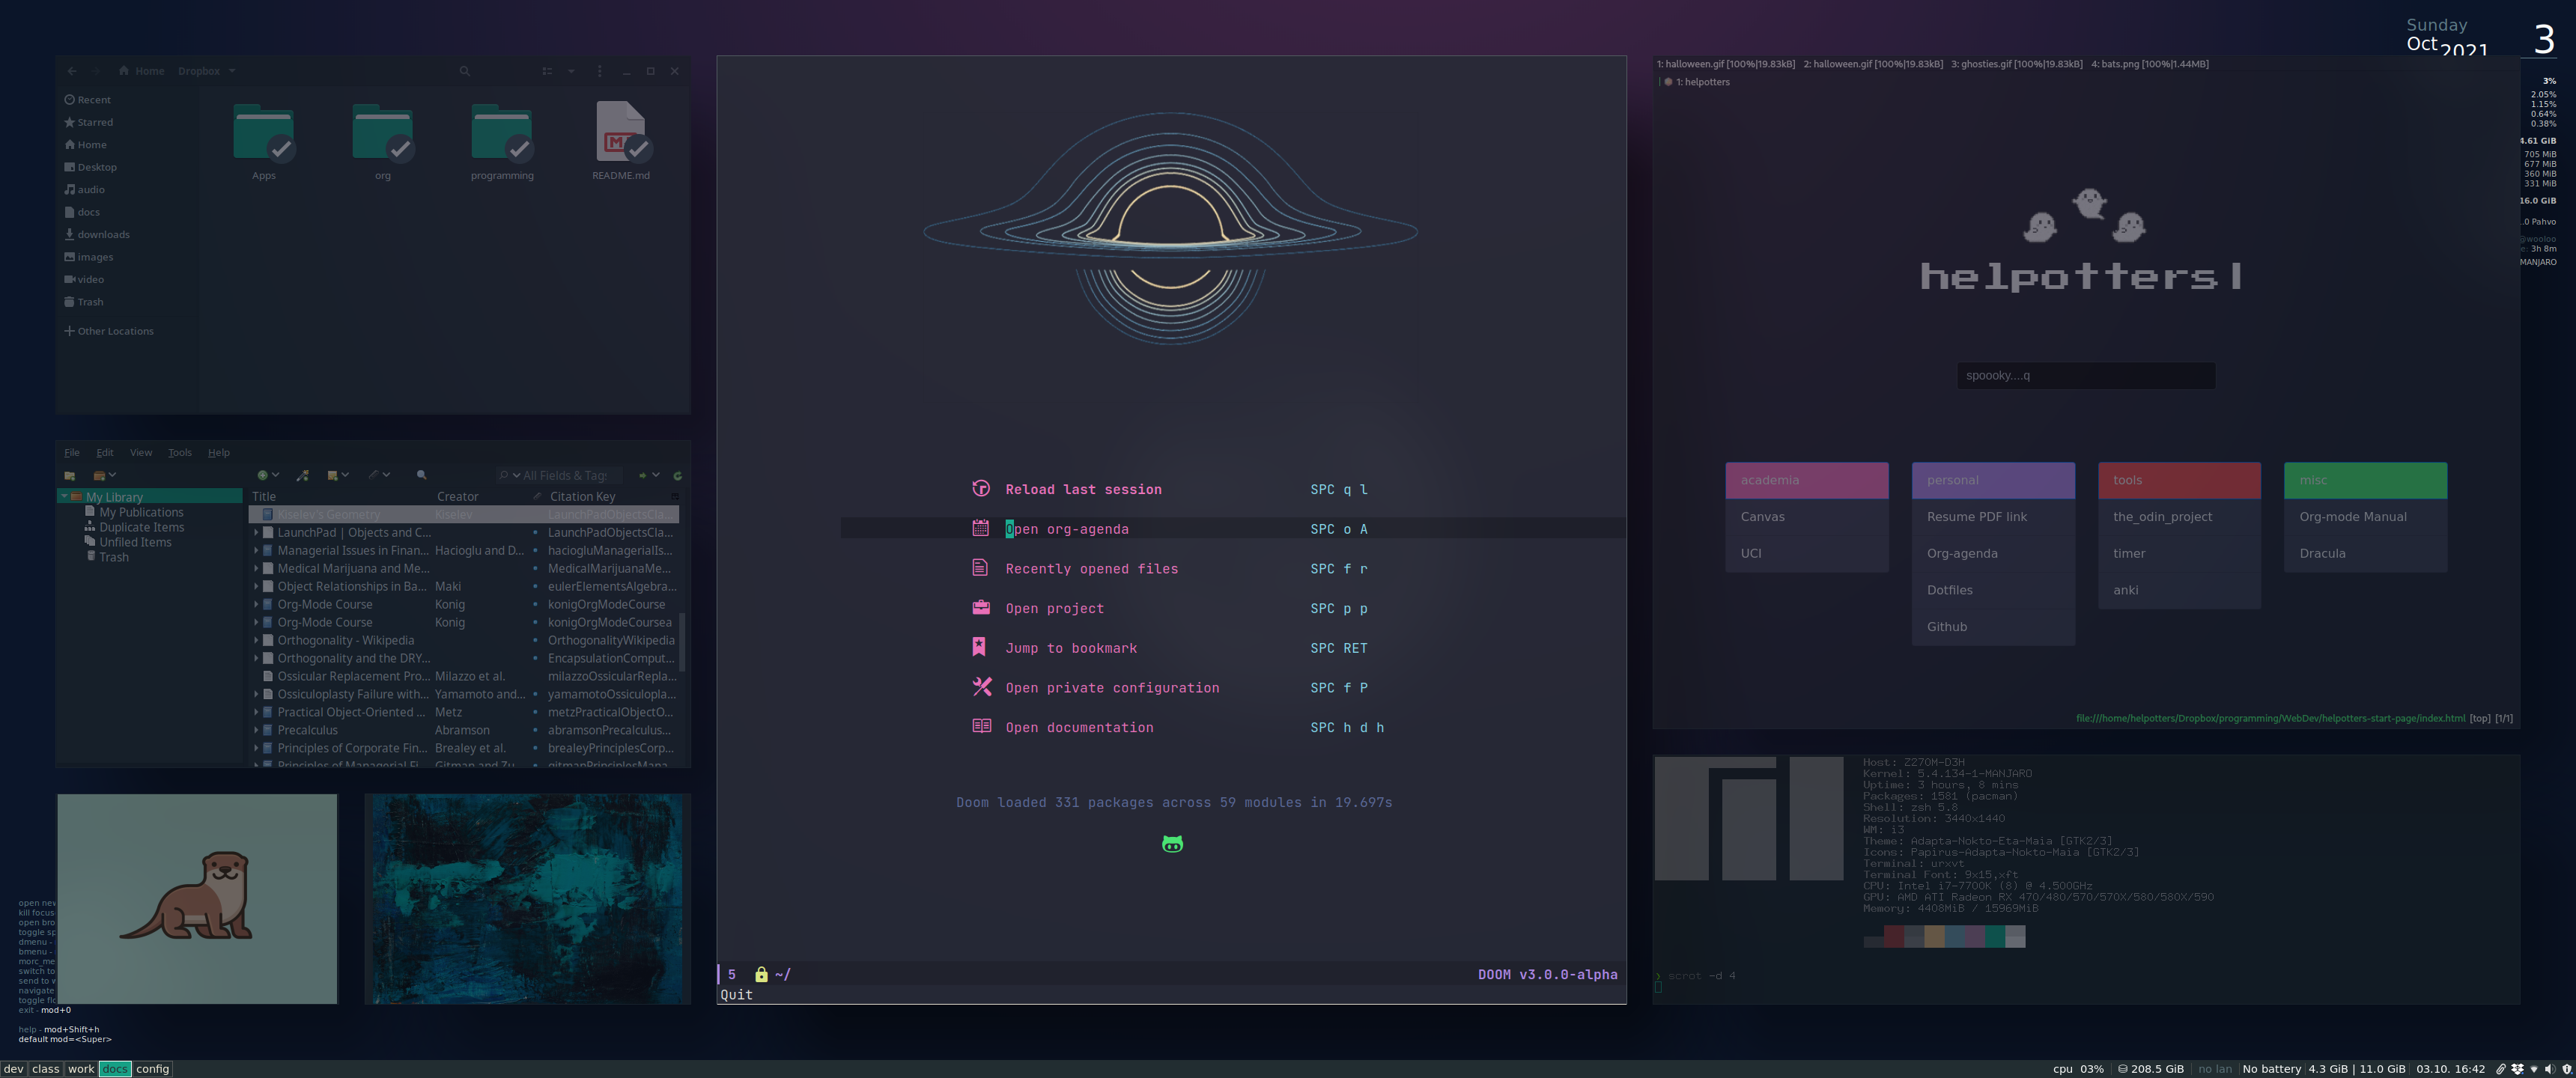 Sunday
Oct 2021 3
Home Dropbox
Recent
Starred
Home
Desktop
audio
docs
downloads
images
video
Trash
Other Locations
Apps org programming README.md
File Edit View Tools Help
All Fields & Tag:
My Library
My Publications
Duplicate Items
Unfiled Items
Trash
Title Creator Citation Key
Kiselev's Geometry Kiselev LaunchPadObjectsCla...
LaunchPad | Objects and C... LaunchPadObjectsCla...
Managerial Issues in Finan... Hacioglu and D... haciogluManagerialIs...
Medical Marijuana and Me... MedicalMarijuanaMe...
Object Relationships in Ba... Maki eulerElementsAlgebra...
Org-Mode Course Konig konigOrgModeCourse
Org-Mode Course Konig konigOrgModeCoursea
Orthogonality - Wikipedia OrthogonalityWikipedia
Orthogonality and the DRY... EncapsulationComput...
Ossicular Replacement Pro... Milazzo et al. milazzoOssicularRepla...
Ossiculoplasty Failure with... Yamamoto and... yamamotoOssiculopla...
Practical Object-Oriented ... Metz metzPracticalObjectO...
Precalculus Abramson abramsonPrecalculus...
Principles of Corporate Fin... Brealey et al. brealeyPrinciplesCorp...
Principles of Managerial Fi... Gitman and Zu... gitmanPrinciplesMana...
open new
kill focus
open bro
toggle sp
dmenu -
bmenu -
morc_me
switch to
send to w
navigate
toggle flo
exit - mod+0
help - mod+Shift+h
default mod=<Super>
Reload last session SPC q l
Open org-agenda SPC o A
Recently opened files SPC f r
Open project SPC p p
Jump to bookmark SPC RET
Open private configuration SPC f P
Open documentation SPC h d h
Doom loaded 331 packages across 59 modules in 19.697s
5 ~/ DOOM v3.0.0-alpha
Quit
1: halloween.gif [100%|19.83kB] 2: halloween.gif [100%|19.83kB] 3: ghosties.gif [100%|19.83kB] 4: bats.png [100%|1.44MB]
1: helpotters
helpotters
spoooky....q
academia
Canvas
UCI
personal
Resume PDF link
Org-agenda
Dotfiles
Github
tools
the_odin_project
timer
anki
misc
Org-mode Manual
Dracula
file:///home/helpotters/Dropbox/programming/WebDev/helpotters-start-page/index.html [top] [1/1]
3%
2.05%
1.15%
0.64%
0.38%
4.61 GiB
705 MiB
677 MiB
360 MiB
331 MiB
16.0 GiB
.0 Pahvo
@wooloo
3h 8m
MANJARO
Host: Z270M-D3H
Kernel: 5.4.134-1-MANJARO
Uptime: 3 hours, 8 mins
Packages: 1581 (pacman)
Shell: zsh 5.8
Resolution: 3440x1440
WM: i3
Theme: Adapta-Nokto-Eta-Maia [GTK2/3]
Icons: Papirus-Adapta-Nokto-Maia [GTK2/3]
Terminal: urxvt
Terminal Font: 9x15,xft
CPU: Intel i7-7700K (8) @ 4.500GHz
GPU: AMD ATI Radeon RX 470/480/570/570X/580/580X/590
Memory: 4408MiB / 15969MiB
❯ scrot -d 4
dev class work docs config
cpu 03% 208.5 GiB no lan No battery 4.3 GiB | 11.0 GiB 03.10. 16:42